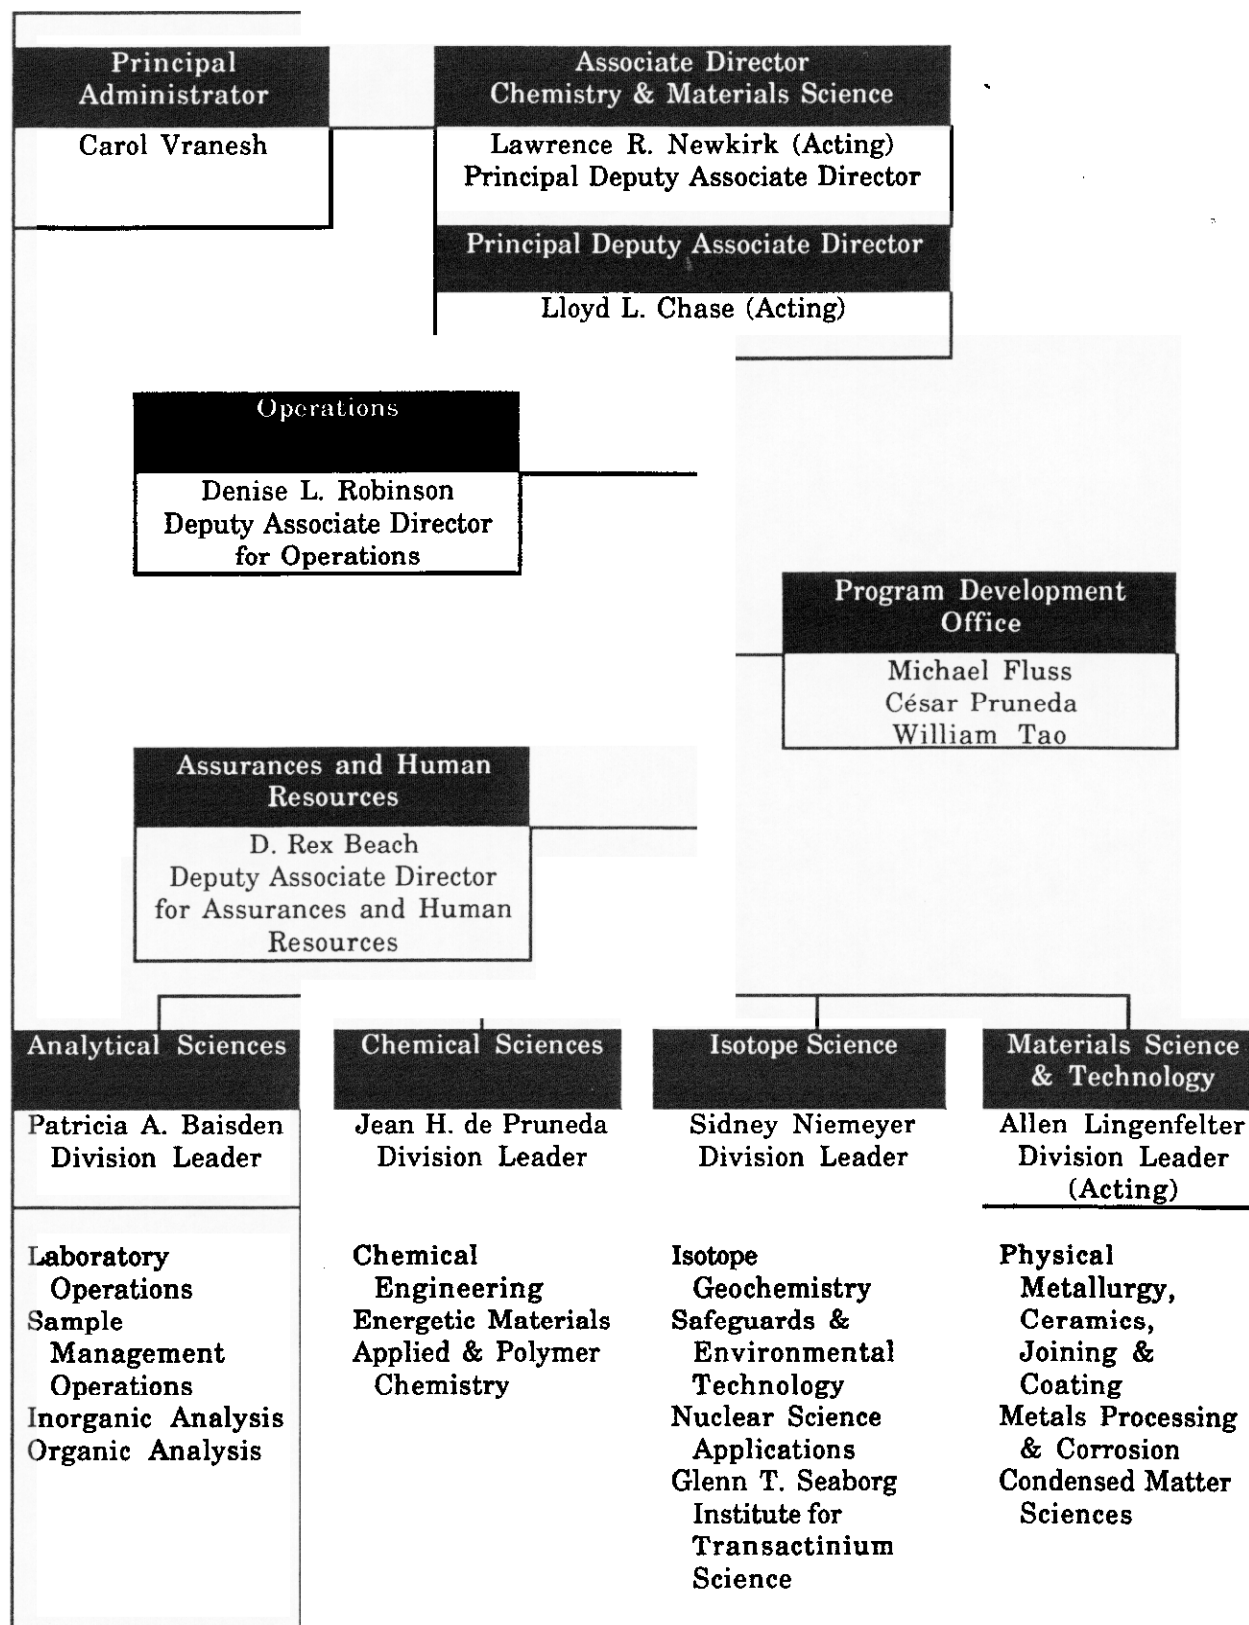 Principal
Administrator
Carol Vranesh
Associate Director
Chemistry & Materials Science
Lawrence R. Newkirk (Acting)
Principal Deputy Associate Director
Principal Deputy Associate Director
Lloyd L. Chase (Acting)
Operations
Denise L. Robinson
Deputy Associate Director
for Operations
Program Development
Office
Michael Fluss
César Pruneda
William Tao
Assurances and Human
Resources
D. Rex Beach
Deputy Associate Director
for Assurances and Human
Resources
Analytical Sciences
Patricia A. Baisden
Division Leader
Laboratory
Operations
Sample
Management
Operations
Inorganic Analysis
Organic Analysis
Chemical Sciences
Jean H. de Pruneda
Division Leader
Chemical
Engineering
Energetic Materials
Applied & Polymer
Chemistry
Isotope Science
Sidney Niemeyer
Division Leader
Isotope
Geochemistry
Safeguards &
Environmental
Technology
Nuclear Science
Applications
Glenn T. Seaborg
Institute for
Transactinium
Science
Materials Science
& Technology
Allen Lingenfelter
Division Leader
(Acting)
Physical
Metallurgy,
Ceramics,
Joining &
Coating
Metals Processing
& Corrosion
Condensed Matter
Sciences